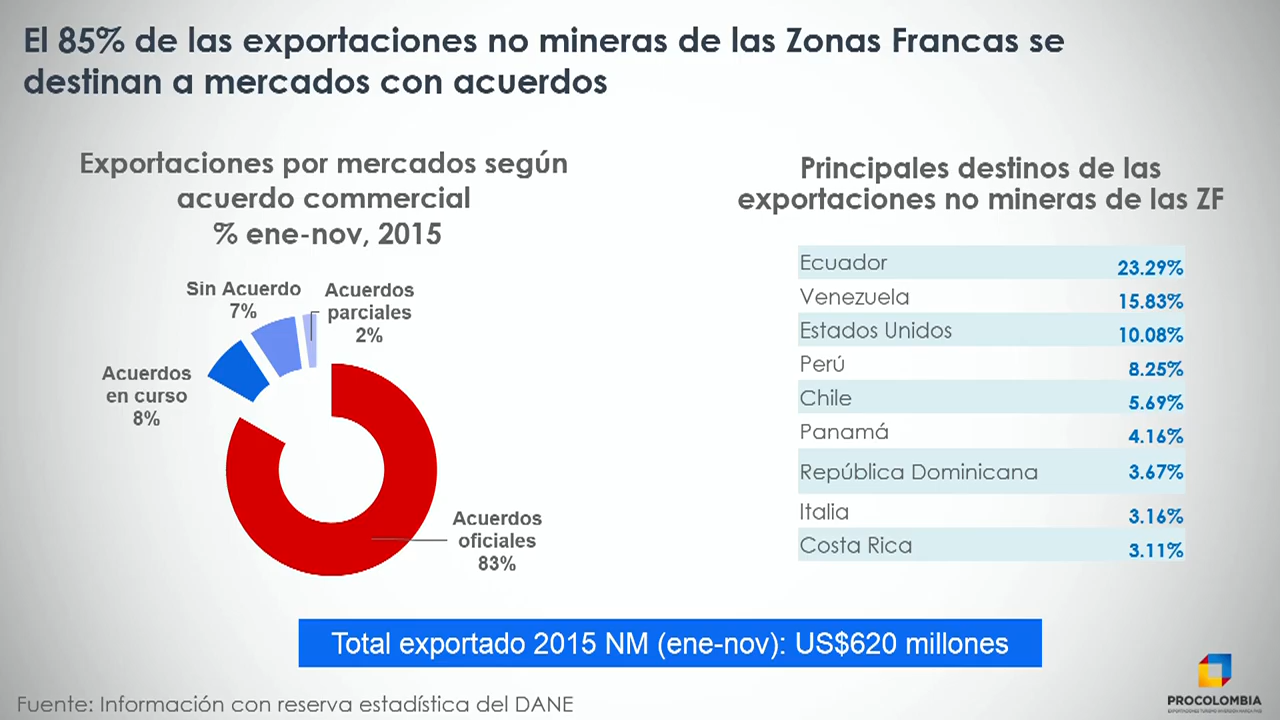 El 85% de las exportaciones no mineras de las Zonas Francas se
destinan a mercados con acuerdos
Exportaciones por mercados según
acuerdo commercial
% ene-nov, 2015
Sin Acuerdo
7%
Acuerdos
parciales
2%
Acuerdos
en curso
8%
Acuerdos
oficiales
83%
Principales destinos de las
exportaciones no mineras de las ZF
Ecuador 23.29%
Venezuela 15.83%
Estados Unidos 10.08%
Perú 8.25%
Chile 5.69%
Panamá 4.16%
República Dominicana 3.67%
Italia 3.16%
Costa Rica 3.11%
Total exportado 2015 NM (ene-nov): US$620 millones
Fuente: Información con reserva estadística del DANE
PROCOLOMBIA
EXPORTACIONES TURISMO INVERSIÓN MARCA PAÍS